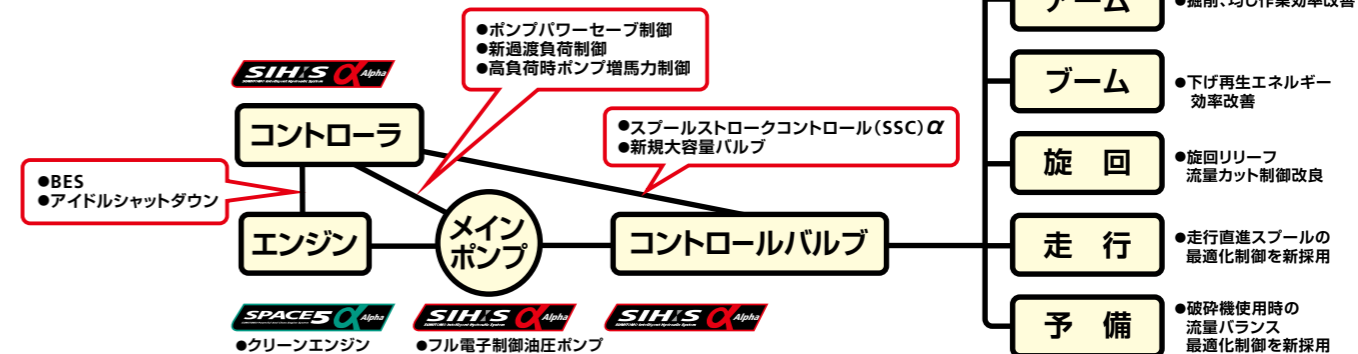 アーム
●掘削、均し作業効率改善
●ポンプパワーセーブ制御
●新過渡負荷制御
●高負荷時ポンプ増馬力制御
SIH:S α Alpha
ブーム
●下げ再生エネルギー
効率改善
コントローラ
●スプールストロークコントロール(SSC)α
●新規大容量バルブ
旋 回
●旋回リリーフ
流量カット制御改良
●BES
●アイドルシャットダウン
エンジン
メイン
ポンプ
コントロールバルブ
走 行
●走行直進スプールの
最適化制御を新採用
SPACE5 α Alpha
SIH:S α Alpha
SIH:S α Alpha
●クリーンエンジン
●フル電子制御油圧ポンプ
予 備
●破砕機使用時の
流量バランス
最適化制御を新採用